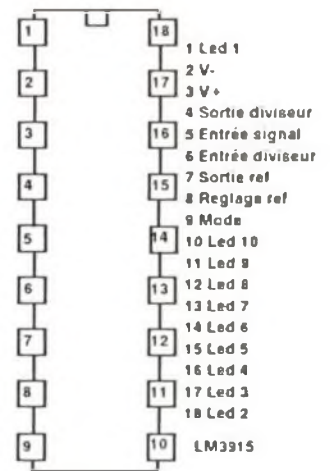 1 18
2 17
3 16
4 15
5 14
6 13
7 12
8 11
9 10
1 Led 1
2 V-
3 V+
4 Sortie diviseur
5 Entrée signal
6 Entrée diviseur
7 Sortie ref
8 Reglage ref
9 Mode
10 Led 10
11 Led 9
12 Led 8
13 Led 7
14 Led 6
15 Led 5
16 Led 4
17 Led 3
18 Led 2
LM3915